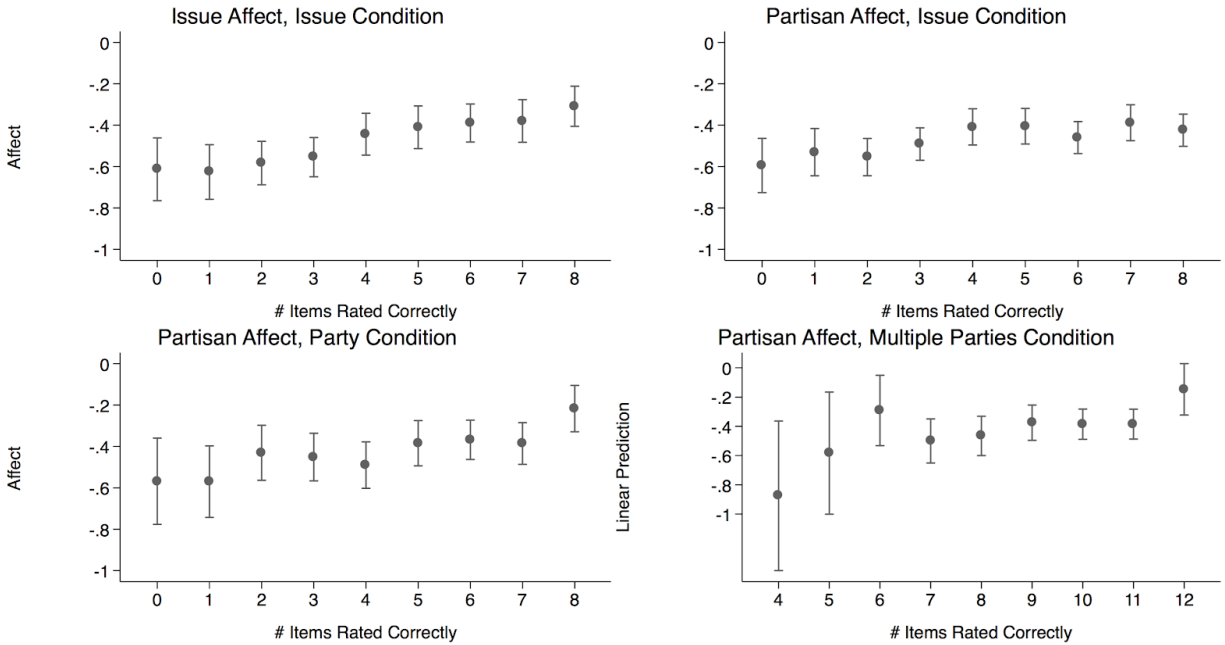 Issue Affect, Issue Condition
Affect
0
-.2
-.4
-.6
-.8
-1
0 1 2 3 4 5 6 7 8
# Items Rated Correctly
Partisan Affect, Issue Condition
0
-.2
-.4
-.6
-.8
-1
0 1 2 3 4 5 6 7 8
# Items Rated Correctly
Partisan Affect, Party Condition
Affect
0
-.2
-.4
-.6
-.8
-1
0 1 2 3 4 5 6 7 8
# Items Rated Correctly
Partisan Affect, Multiple Parties Condition
Linear Prediction
0
-.2
-.4
-.6
-.8
-1
4 5 6 7 8 9 10 11 12
# Items Rated Correctly